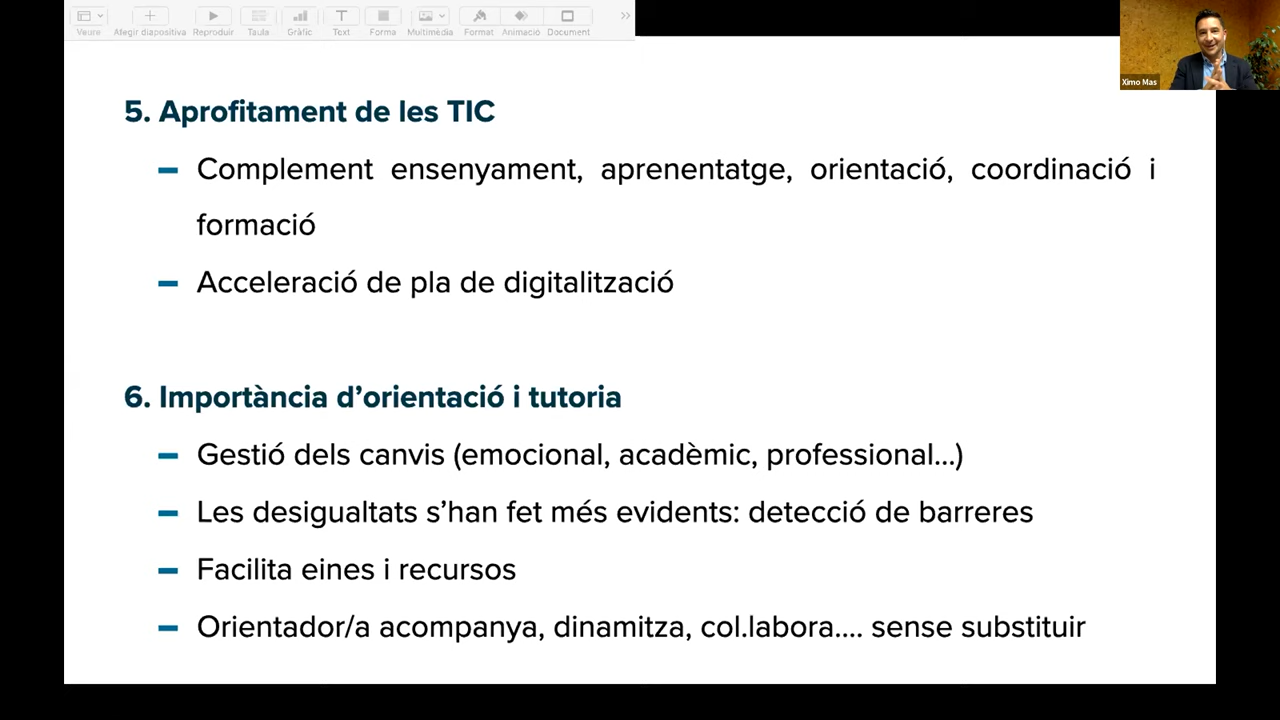 Veure Afegir diapositiva Reproduir Taula Gràfic Text Forma Multimèdia Format Animació Document
Ximo Mas
5. Aprofitament de les TIC
Complement ensenyament, aprenentatge, orientació, coordinació i
formació
Acceleració de pla de digitalització
6. Importància d’orientació i tutoria
Gestió dels canvis (emocional, acadèmic, professional...)
Les desigualtats s’han fet més evidents: detecció de barreres
Facilita eines i recursos
Orientador/a acompanya, dinamitza, col.labora.... sense substituir